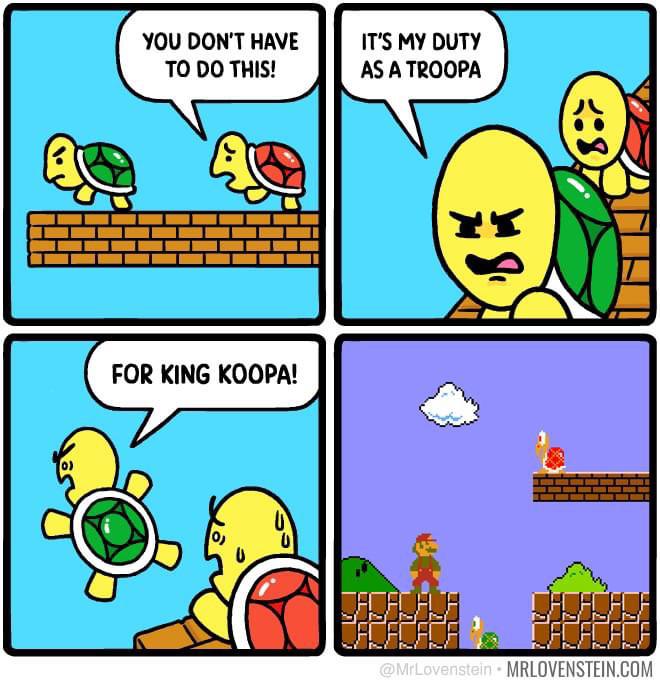 YOU DON'T HAVE
TO DO THIS!
IT'S MY DUTY
AS A TROOPA
FOR KING KOOPA!
@MrLovenstein • MRLOVENSTEIN.COM